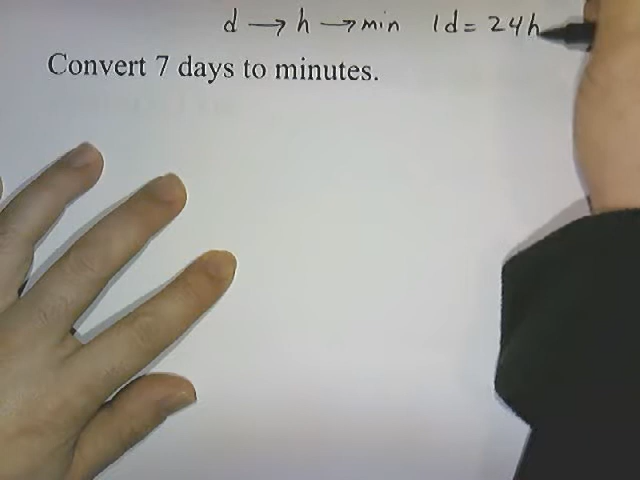 d → h → min 1d = 24h
Convert 7 days to minutes.